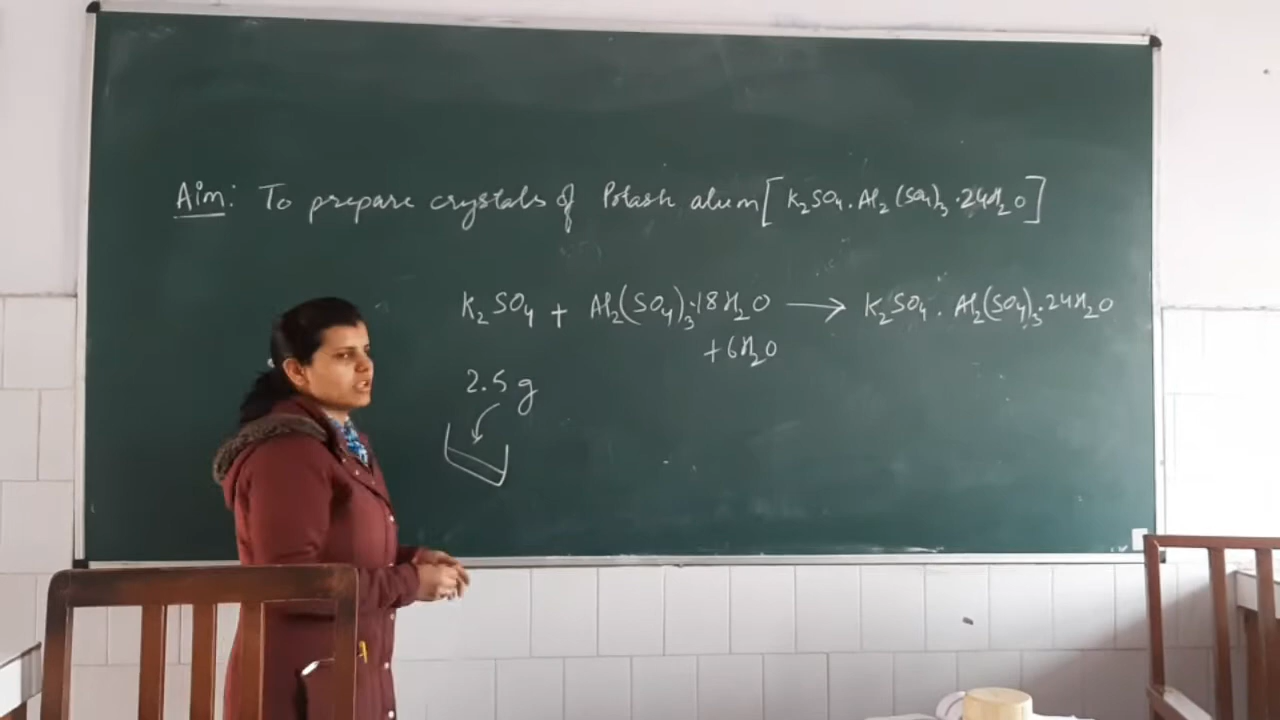 Aim: To prepare crystals of Potash alum [K₂SO₄.Al₂(SO₄)₃.24H₂O]
K₂SO₄ + Al₂(SO₄)₃.18H₂O ⟶ K₂SO₄.Al₂(SO₄)₃.24H₂O
+ 6H₂O
2.5 g